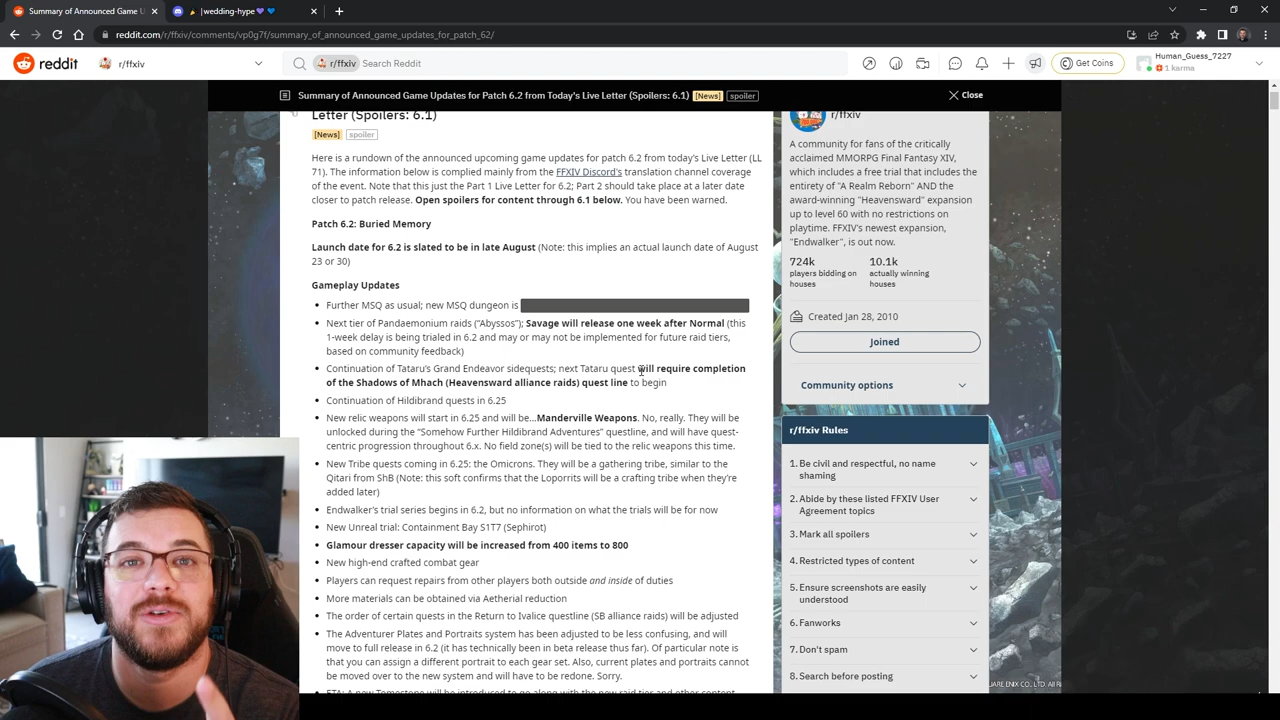 Summary of Announced Game U
| wedding-hype
reddit.com/r/ffxiv/comments/vp0g7f/summary_of_announced_game_updates_for_patch_62/
reddit
r/ffxiv
r/ffxiv
Search Reddit
Get Coins
Human_Guess_7227
1 karma
Summary of Announced Game Updates for Patch 6.2 from Today's Live Letter (Spoilers: 6.1) [News] spoiler
Close
Letter (Spoilers: 6.1)
[News] spoiler
Here is a rundown of the announced upcoming game updates for patch 6.2 from today's Live Letter (LL
71). The information below is complied mainly from the FFXIV Discord's translation channel coverage
of the event. Note that this just the Part 1 Live Letter for 6.2; Part 2 should take place at a later date
closer to patch release. Open spoilers for content through 6.1 below. You have been warned.
Patch 6.2: Buried Memory
Launch date for 6.2 is slated to be in late August (Note: this implies an actual launch date of August
23 or 30)
Gameplay Updates
• Further MSQ as usual; new MSQ dungeon is
• Next tier of Pandaemonium raids ("Abyssos"); Savage will release one week after Normal (this
1-week delay is being trialed in 6.2 and may or may not be implemented for future raid tiers,
based on community feedback)
• Continuation of Tataru's Grand Endeavor sidequests; next Tataru quest will require completion
of the Shadows of Mhach (Heavensward alliance raids) quest line to begin
• Continuation of Hildibrand quests in 6.25
• New relic weapons will start in 6.25 and will be...Manderville Weapons. No, really. They will be
unlocked during the "Somehow Further Hildibrand Adventures" questline, and will have quest-
centric progression throughout 6.x. No field zone(s) will be tied to the relic weapons this time.
• New Tribe quests coming in 6.25: the Omicrons. They will be a gathering tribe, similar to the
Qitari from ShB (Note: this soft confirms that the Loporrits will be a crafting tribe when they're
added later)
• Endwalker's trial series begins in 6.2, but no information on what the trials will be for now
• New Unreal trial: Containment Bay S1T7 (Sephirot)
• Glamour dresser capacity will be increased from 400 items to 800
• New high-end crafted combat gear
• Players can request repairs from other players both outside and inside of duties
• More materials can be obtained via Aetherial reduction
• The order of certain quests in the Return to Ivalice questline (SB alliance raids) will be adjusted
• The Adventurer Plates and Portraits system has been adjusted to be less confusing, and will
move to full release in 6.2 (it has technically been in beta release thus far). Of particular note is
that you can assign a different portrait to each gear set. Also, current plates and portraits cannot
be moved over to the new system and will have to be redone. Sorry.
• ETA: A new Tomestone will be introduced to go along with the new raid tier and other content
r/ffxiv
A community for fans of the critically
acclaimed MMORPG Final Fantasy XIV,
which includes a free trial that includes the
entirety of "A Realm Reborn" AND the
award-winning "Heavensward" expansion
up to level 60 with no restrictions on
playtime. FFXIV's newest expansion,
"Endwalker", is out now.
724k 10.1k
players bidding on actually winning
houses houses
Created Jan 28, 2010
Joined
Community options
r/ffxiv Rules
1. Be civil and respectful, no name
shaming
2. Abide by these listed FFXIV User
Agreement topics
3. Mark all spoilers
4. Restricted types of content
5. Ensure screenshots are easily
understood
6. Fanworks
7. Don't spam
8. Search before posting